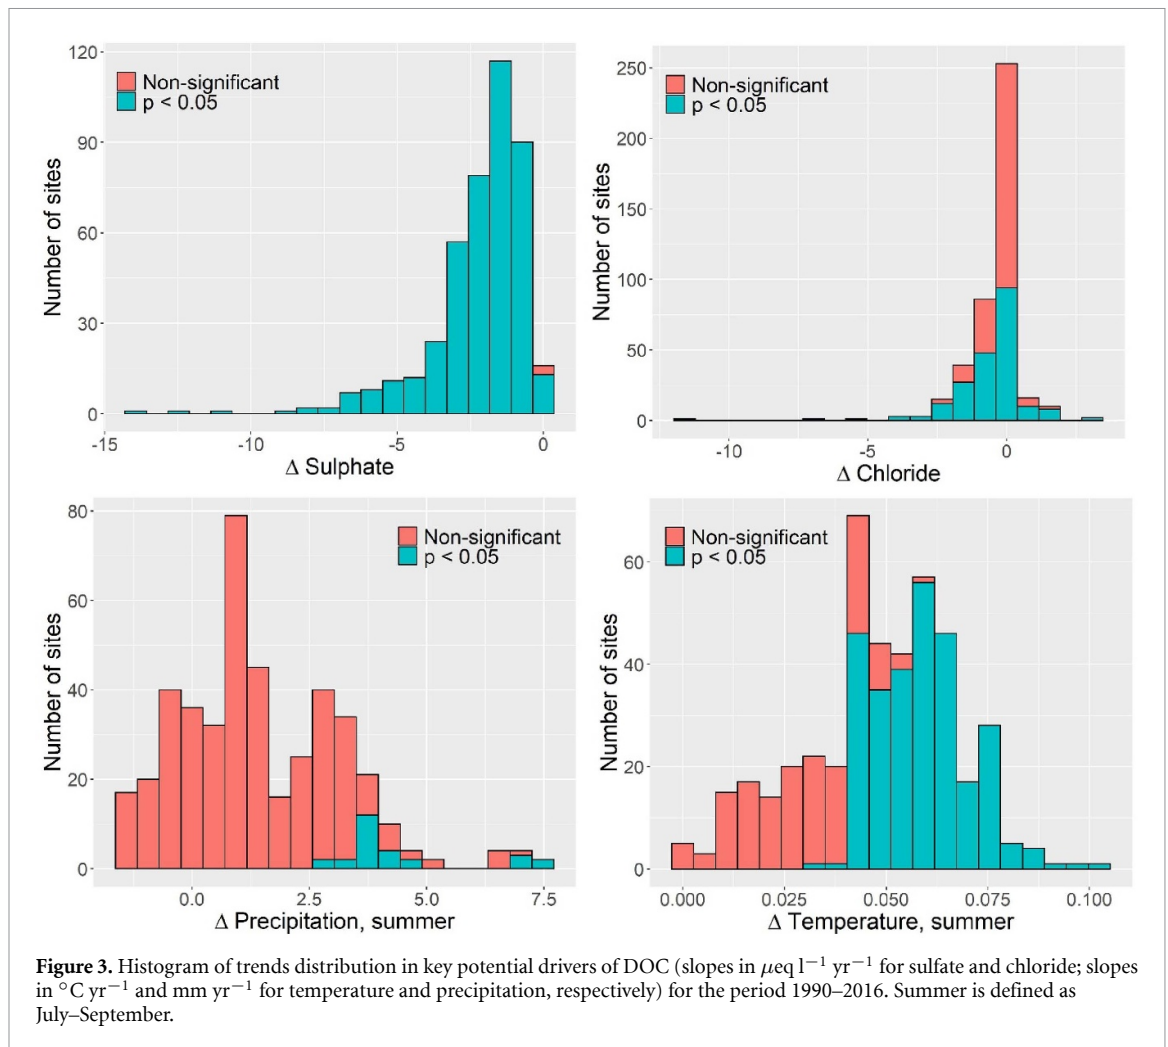 Number of sites
120
90
60
30
0
Non-significant
p < 0.05
-15
-10
-5
0
Δ Sulphate
Number of sites
250
200
150
100
50
0
Non-significant
p < 0.05
-10
-5
0
Δ Chloride
Number of sites
80
60
40
20
0
Non-significant
p < 0.05
0.0
2.5
5.0
7.5
Δ Precipitation, summer
Number of sites
60
40
20
0
Non-significant
p < 0.05
0.000
0.025
0.050
0.075
0.100
Δ Temperature, summer
Figure 3. Histogram of trends distribution in key potential drivers of DOC (slopes in μeq l⁻¹ yr⁻¹ for sulfate and chloride; slopes
in °C yr⁻¹ and mm yr⁻¹ for temperature and precipitation, respectively) for the period 1990–2016. Summer is defined as
July–September.